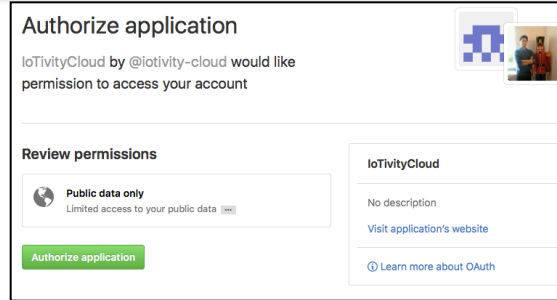 Authorize application
IoTivityCloud by @iotivity-cloud would like
permission to access your account
Review permissions
Public data only
Limited access to your public data ...
Authorize application
IoTivityCloud
No description
Visit application's website
Learn more about OAuth